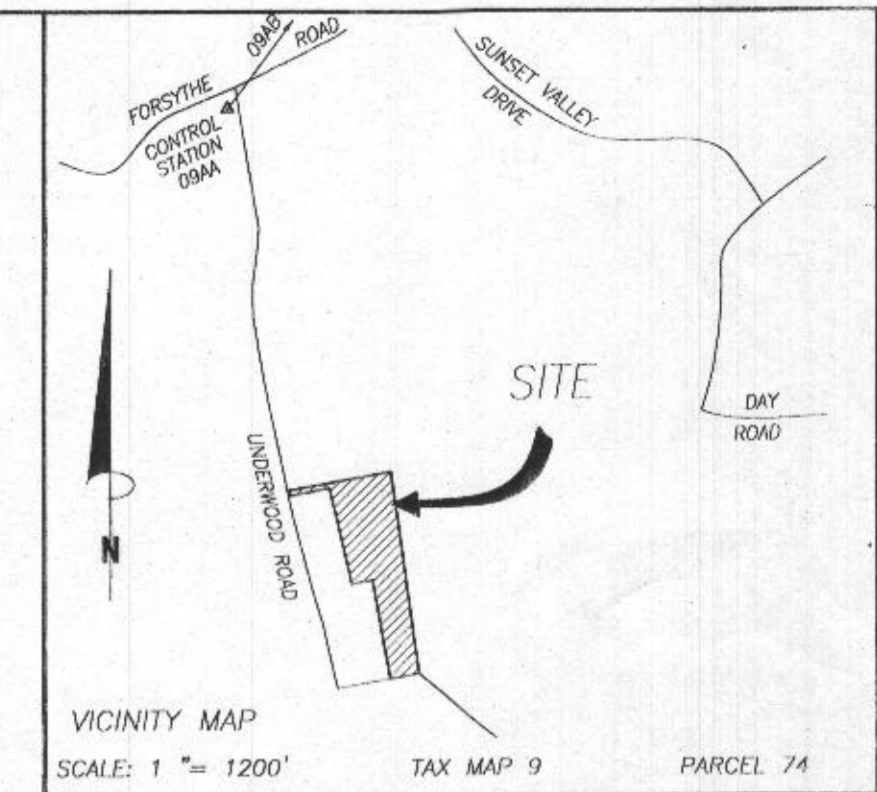 09AB
ROAD
FORSYTHE
CONTROL
STATION
09AA
SUNSET VALLEY
DRIVE
SITE
DAY
ROAD
UNDERWOOD ROAD
N
VICINITY MAP
SCALE: 1 "= 1200'
TAX MAP 9
PARCEL 74